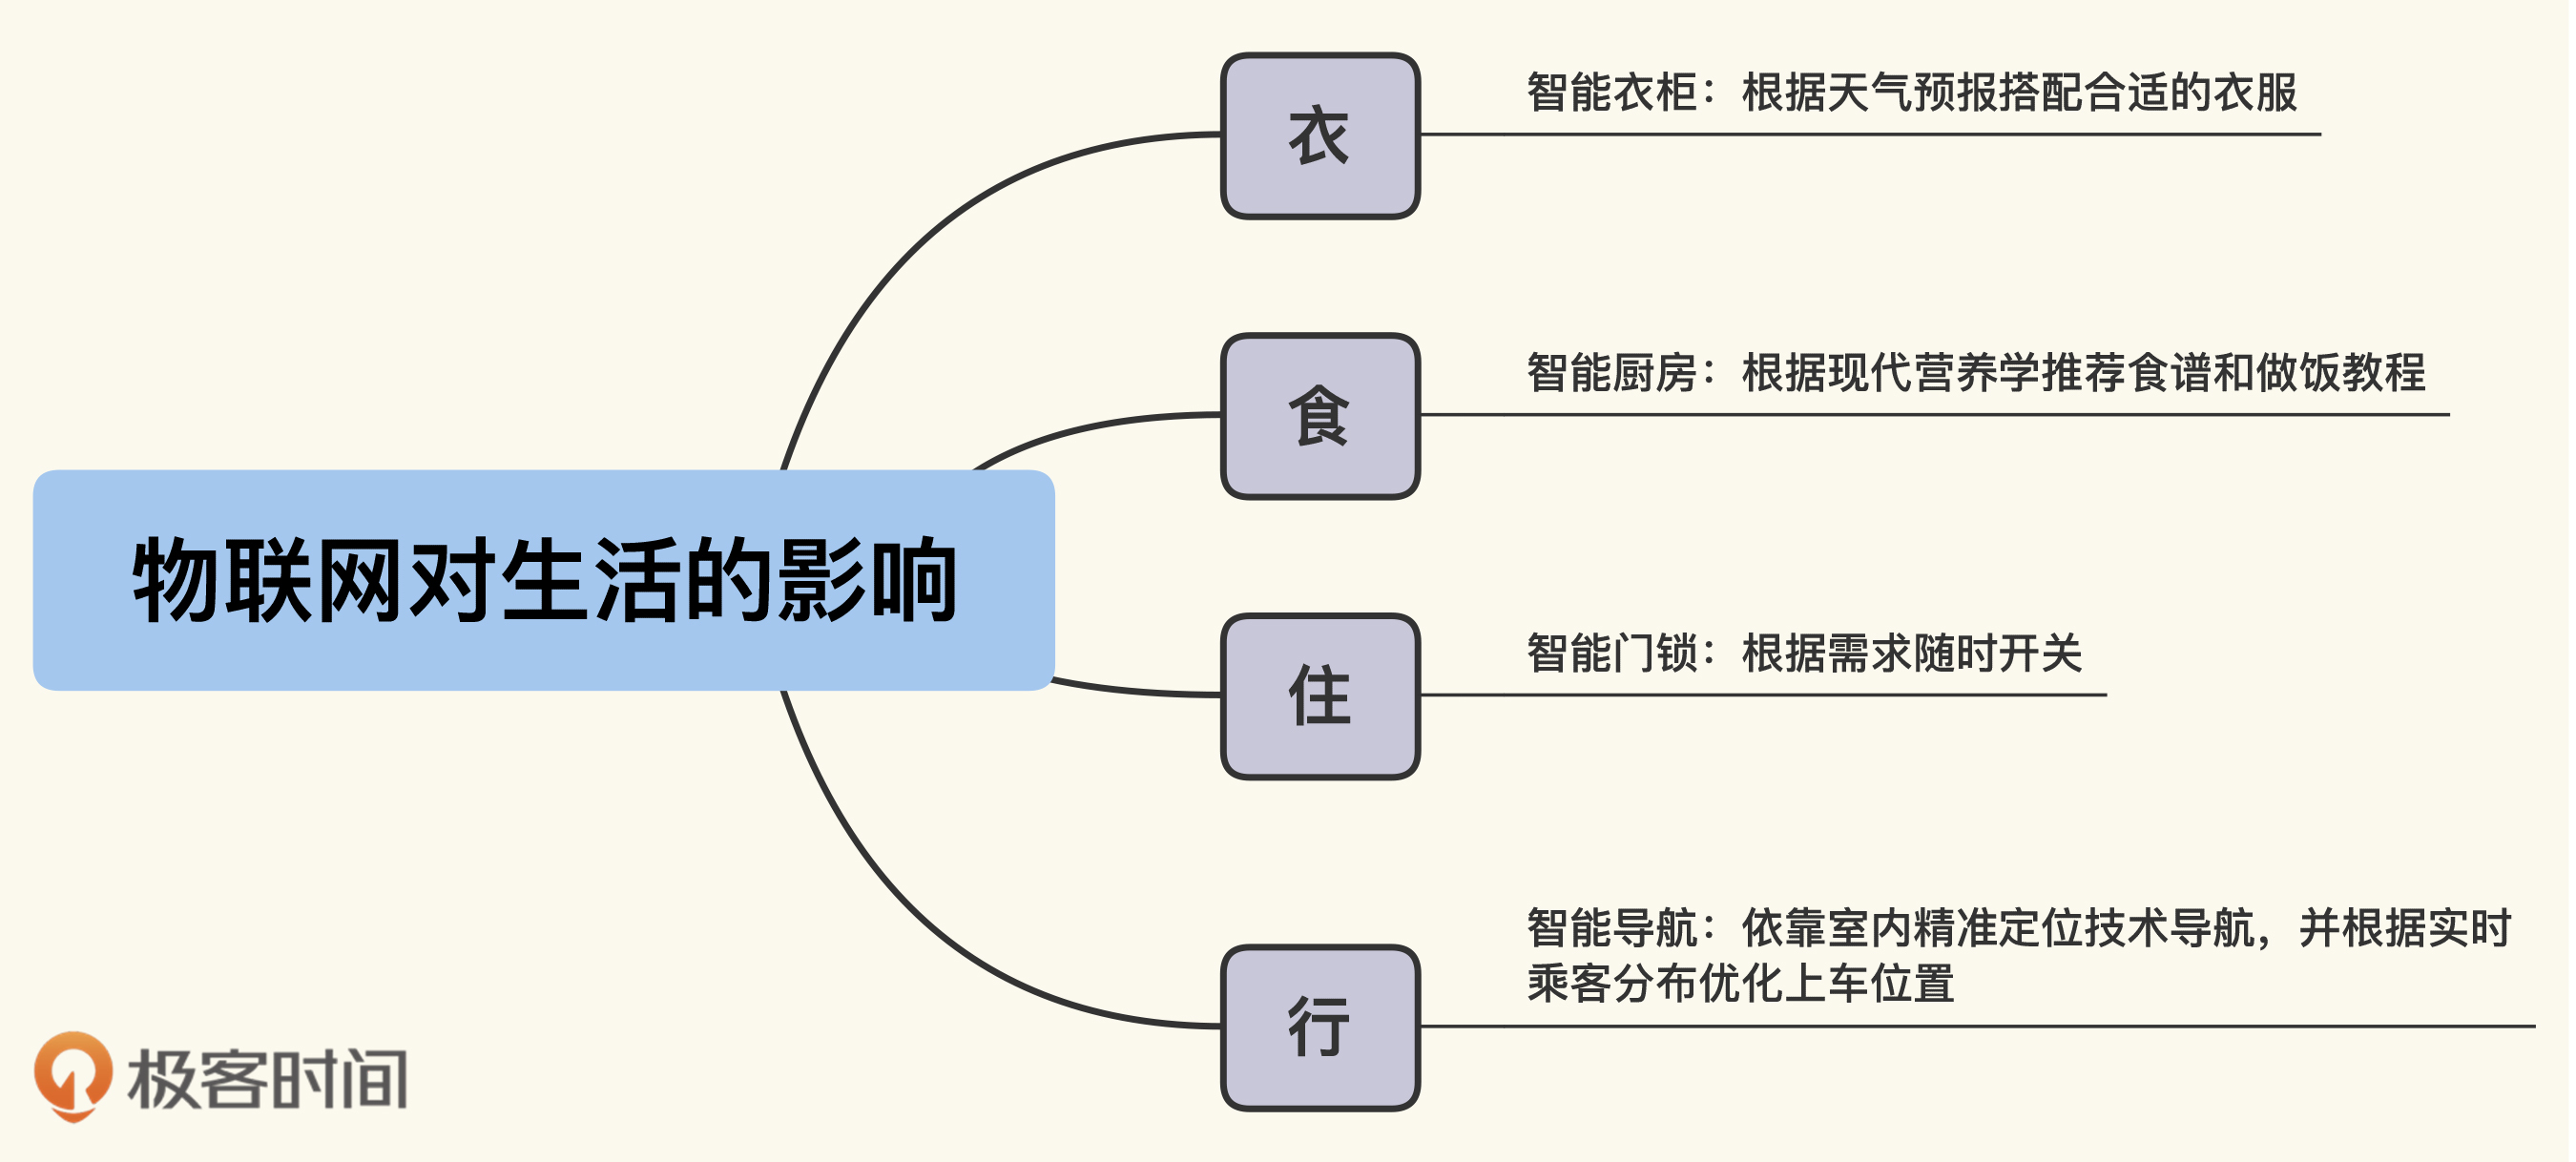 衣
智能衣柜：根据天气预报搭配合适的衣服
食
智能厨房：根据现代营养学推荐食谱和做饭教程
物联网对生活的影响
住
智能门锁：根据需求随时开关
行
智能导航：依靠室内精准定位技术导航，并根据实时
乘客分布优化上车位置
极客时间